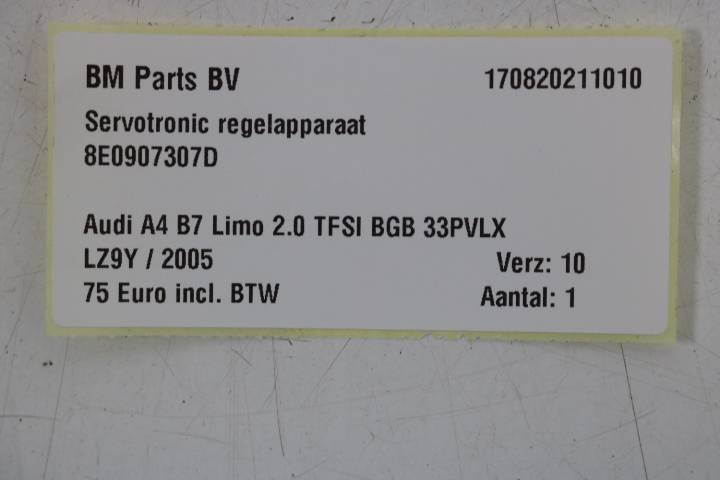 BM Parts BV 170820211010
Servotronic regelapparaat
8E0907307D
Audi A4 B7 Limo 2.0 TFSI BGB 33PVLX
LZ9Y / 2005 Verz: 10
75 Euro incl. BTW Aantal: 1